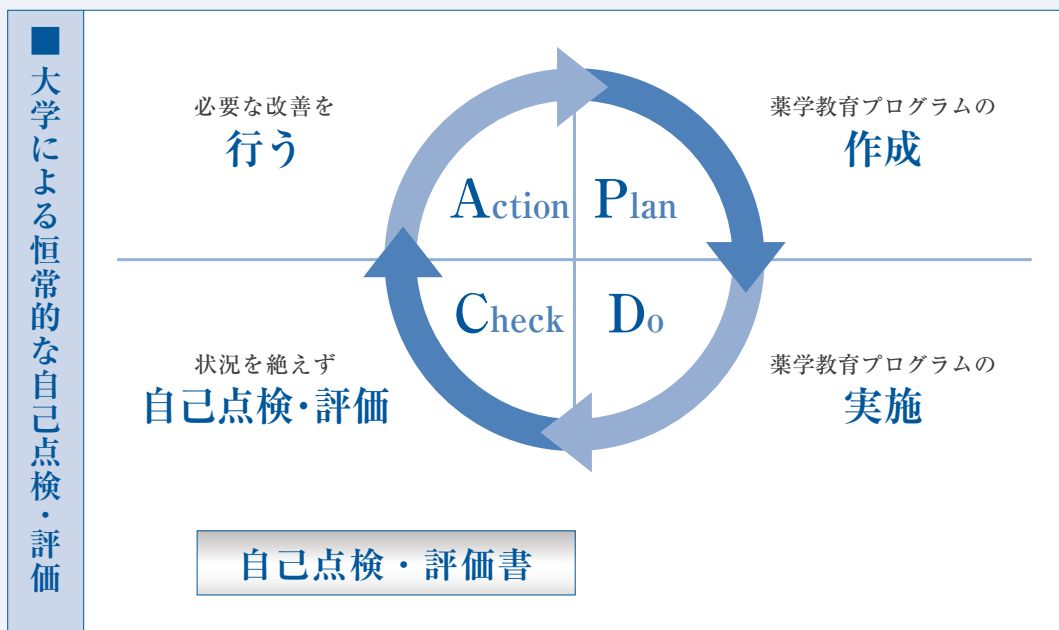 ■大学による恒常的な自己点検・評価
必要な改善を
行う
薬学教育プログラムの
作成
Action
Plan
Check
Do
状況を絶えず
自己点検・評価
薬学教育プログラムの
実施
自己点検・評価書